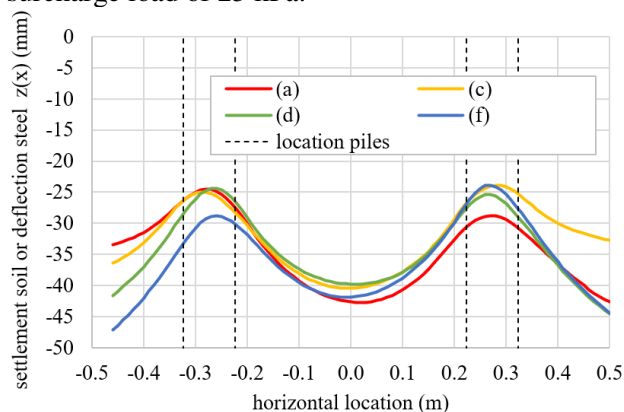 surcharge load of 25 kPa.
settlement soil or deflection steel z(x) (mm)
0
-5
-10
-15
-20
-25
-30
-35
-40
-45
-50
(a) (c)
(d) (f)
location piles
-0.5 -0.4 -0.3 -0.2 -0.1 0.0 0.1 0.2 0.3 0.4 0.5
horizontal location (m)